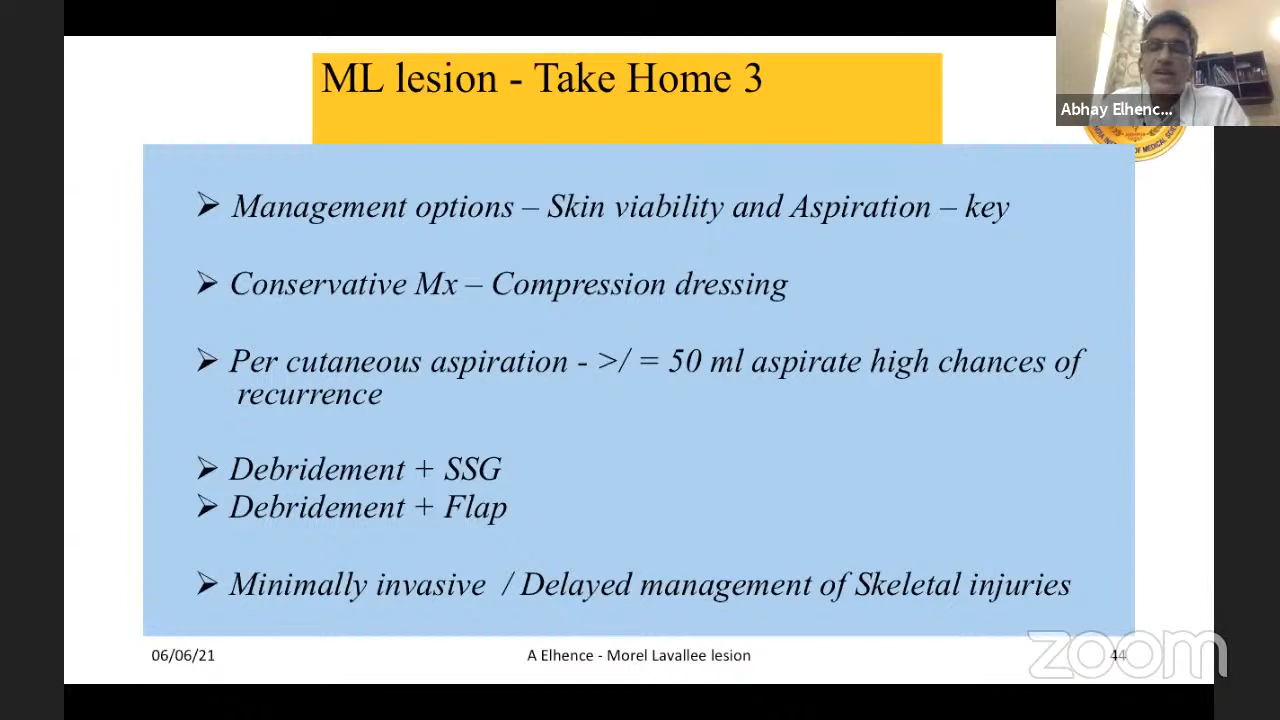 ML lesion - Take Home 3
Abhay Elhenc...
OF MEDICAL
➤ Management options – Skin viability and Aspiration – key
➤ Conservative Mx – Compression dressing
➤ Per cutaneous aspiration - >/ = 50 ml aspirate high chances of
recurrence
➤ Debridement + SSG
➤ Debridement + Flap
➤ Minimally invasive / Delayed management of Skeletal injuries
06/06/21
A Elhence - Morel Lavallee lesion
44
zoom